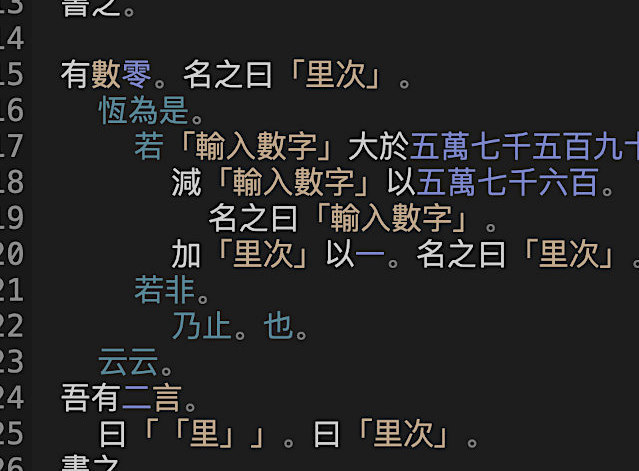 13 書之。
14
15 有數零。名之曰「里次」。
16 恆為是。
17 若「輸入數字」大於五萬七千五百九十
18 減「輸入數字」以五萬七千六百。
19 名之曰「輸入數字」。
20 加「里次」以一。名之曰「里次」。
21 若非。
22 乃止。也。
23 云云。
24 吾有二言。
25 曰「「里」」。曰「里次」。
26 書之